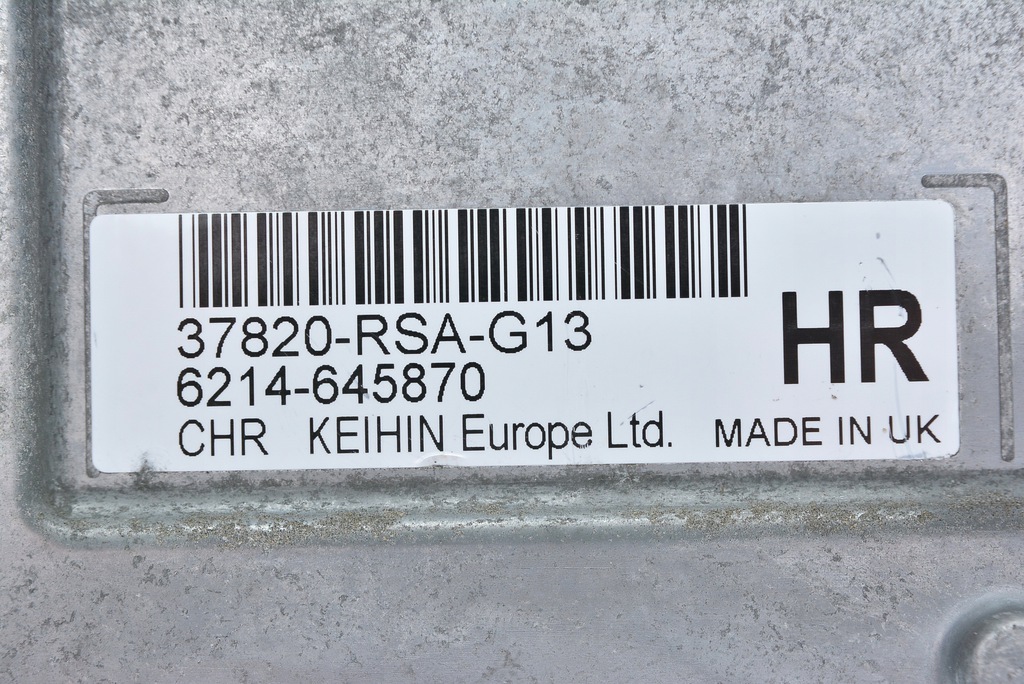 37820-RSA-G13
6214-645870
HR
CHR KEIHIN Europe Ltd. MADE IN UK